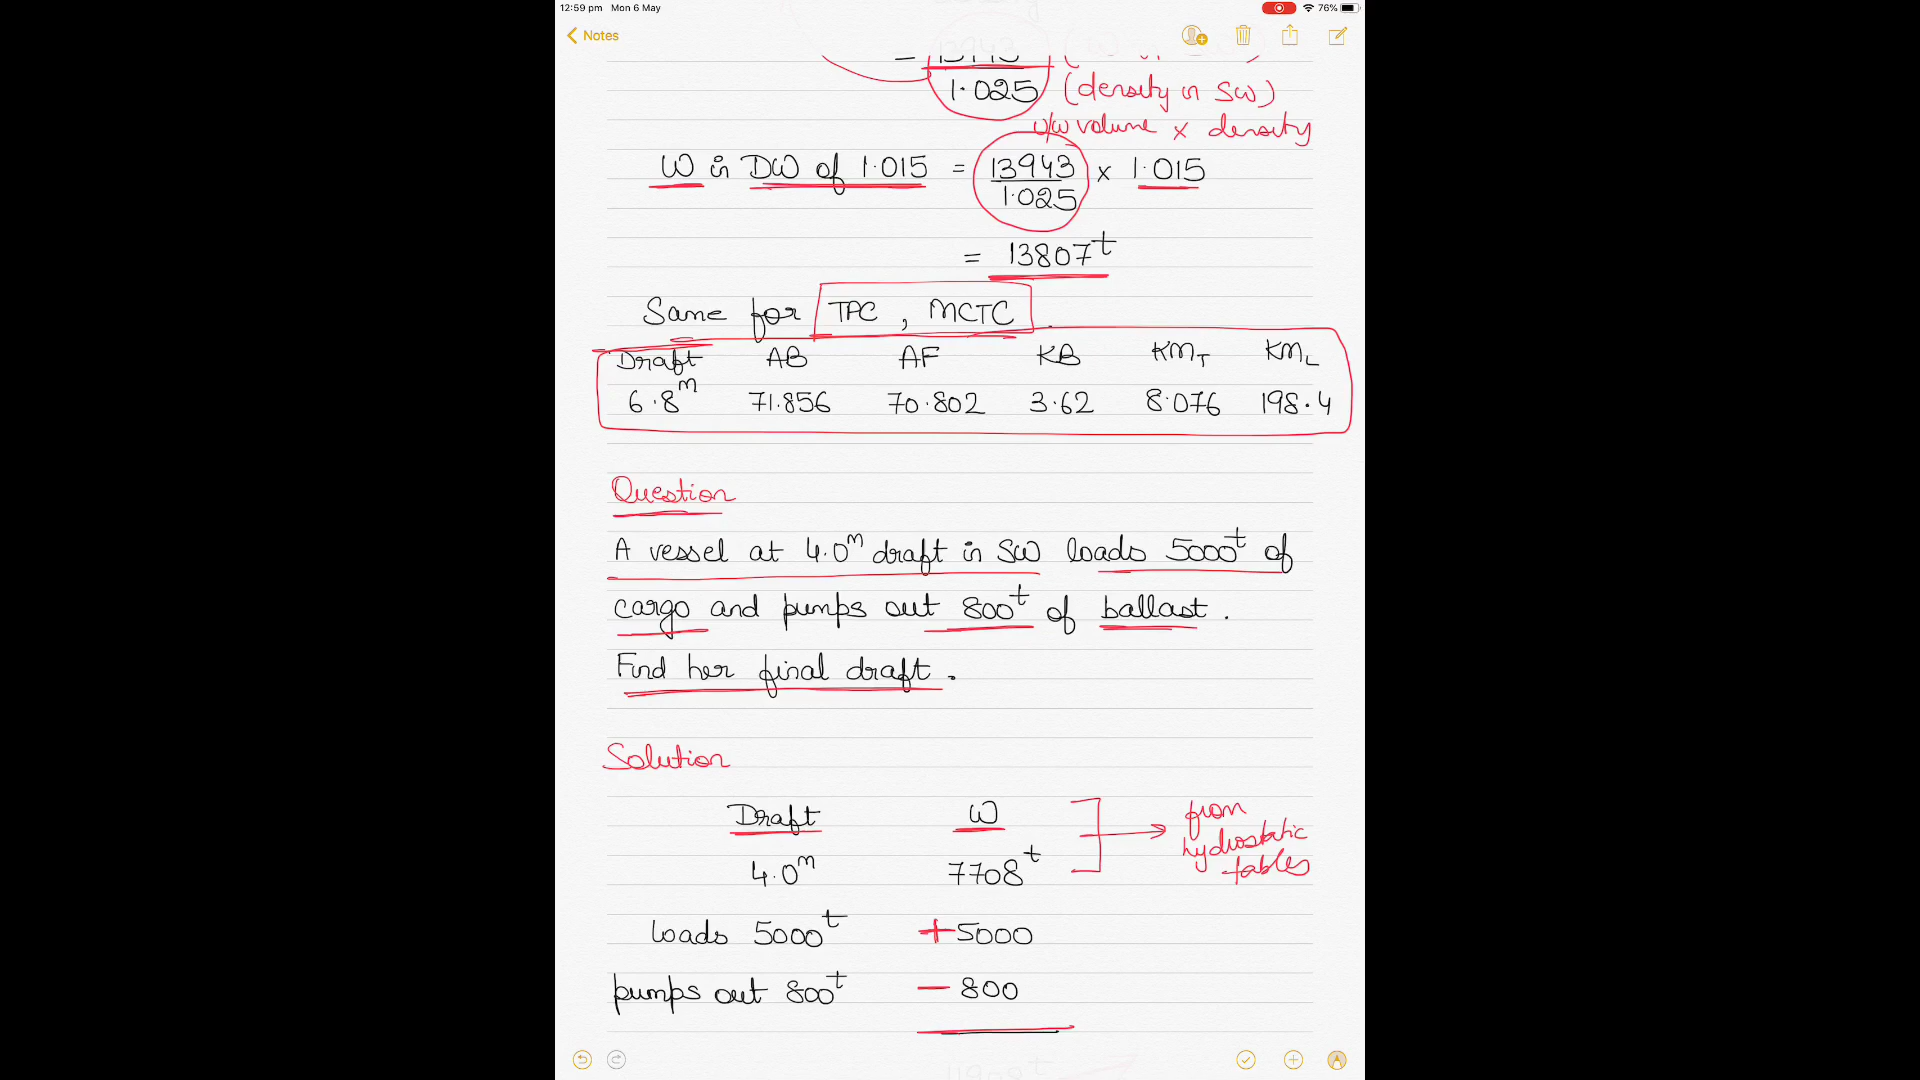 12:59 pm Mon 6 May 76%
Notes
=
1.025 (density in SW)
u/w volume x density
W in DW of 1.015 = 13943 x 1.015
1.025
= 13807t
Same for TPC, MCTC
Draft AB AF KB KMT KML
6.8m 71.856 70.802 3.62 8.076 198.4
Question
A vessel at 4.0m draft in SW loads 5000t of
cargo and pumps out 800t of ballast.
Find her final draft.
Solution
Draft W from
hydrostatic
4.0m 7708t tables
loads 5000t +5000
pumps out 800t - 800